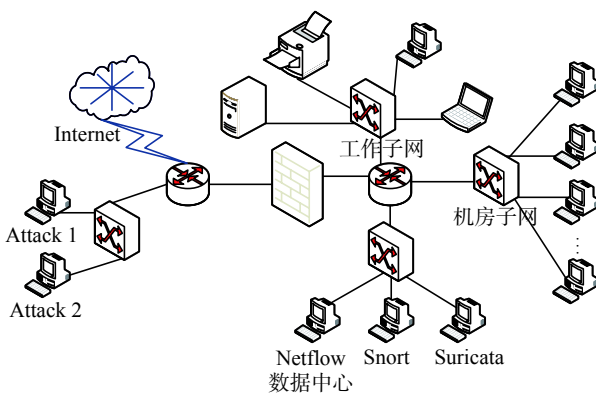 Internet
工作子网
机房子网
Attack 1
Attack 2
Netflow
数据中心
Snort
Suricata
⋮